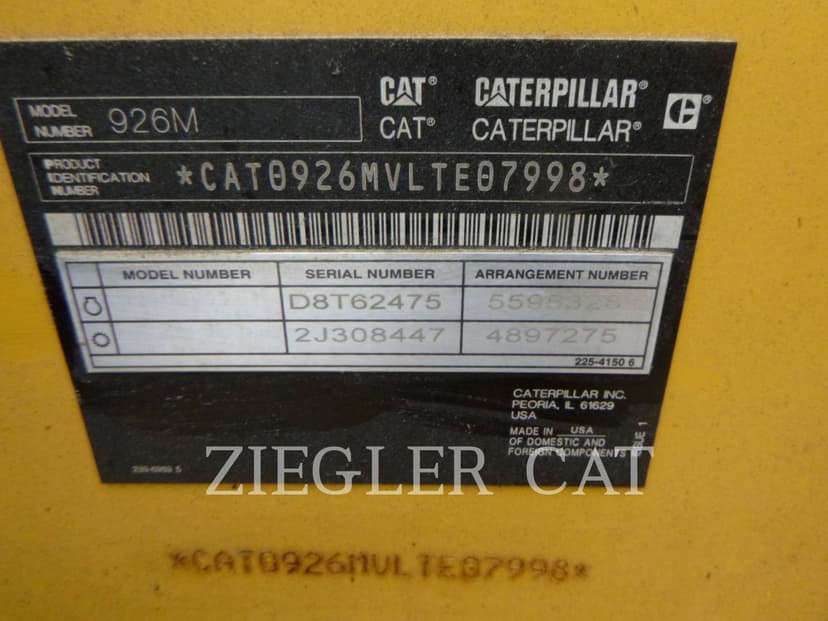 CAT® CATERPILLAR®
MODEL NUMBER 926M
CAT® CATERPILLAR®
PRODUCT
IDENTIFICATION
NUMBER
*CAT0926MVLTE07998*
MODEL NUMBER SERIAL NUMBER ARRANGEMENT NUMBER
D8T62475 5598328
2J308447 4897275
225-4150 6
CATERPILLAR INC.
PEORIA, IL 61629
USA
MADE IN USA
OF DOMESTIC AND
FOREIGN COMPONENTS
ZIEGLER CAT
*CAT0926MVLTE07998*